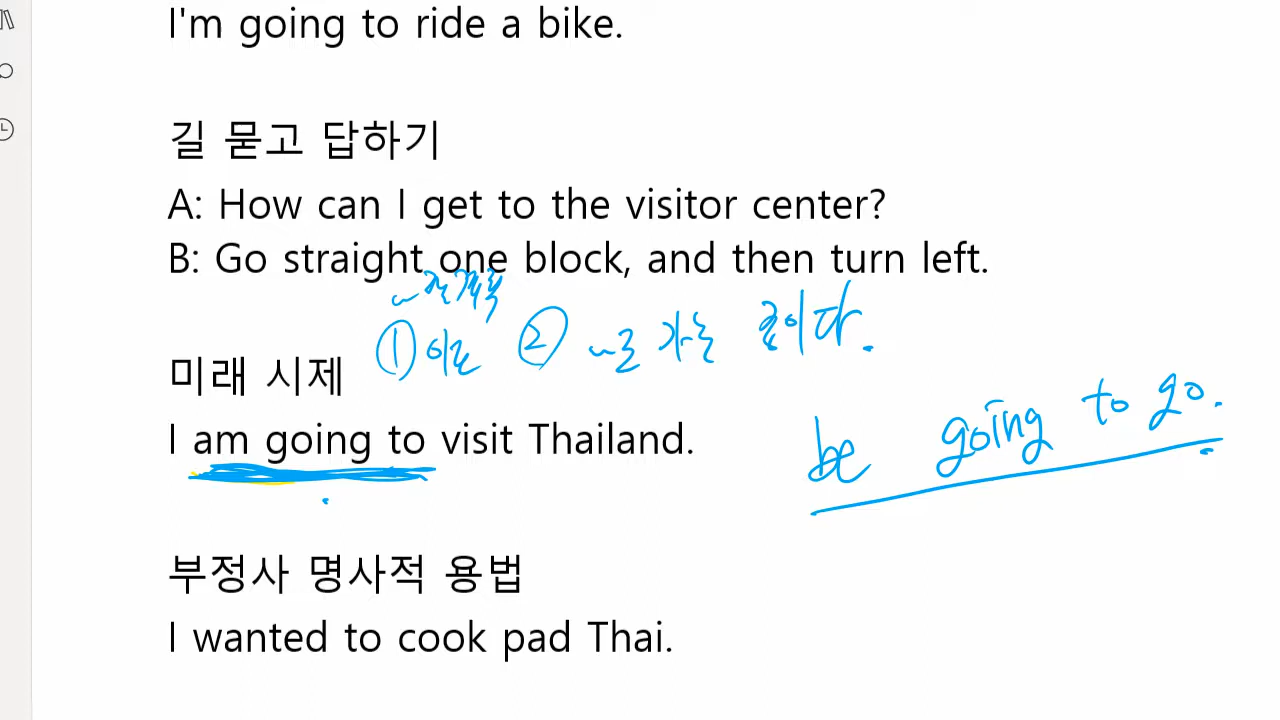 I'm going to ride a bike.
길 묻고 답하기
A: How can I get to the visitor center?
B: Go straight one block, and then turn left.
~할 계획
① 미래 ② ~로 가는 중이다.
미래 시제
I am going to visit Thailand.
be going to go.
부정사 명사적 용법
I wanted to cook pad Thai.